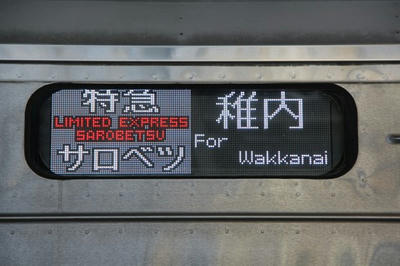 特急
LIMITED EXPRESS
SAROBETSU
サロベツ
稚内
For
Wakkanai